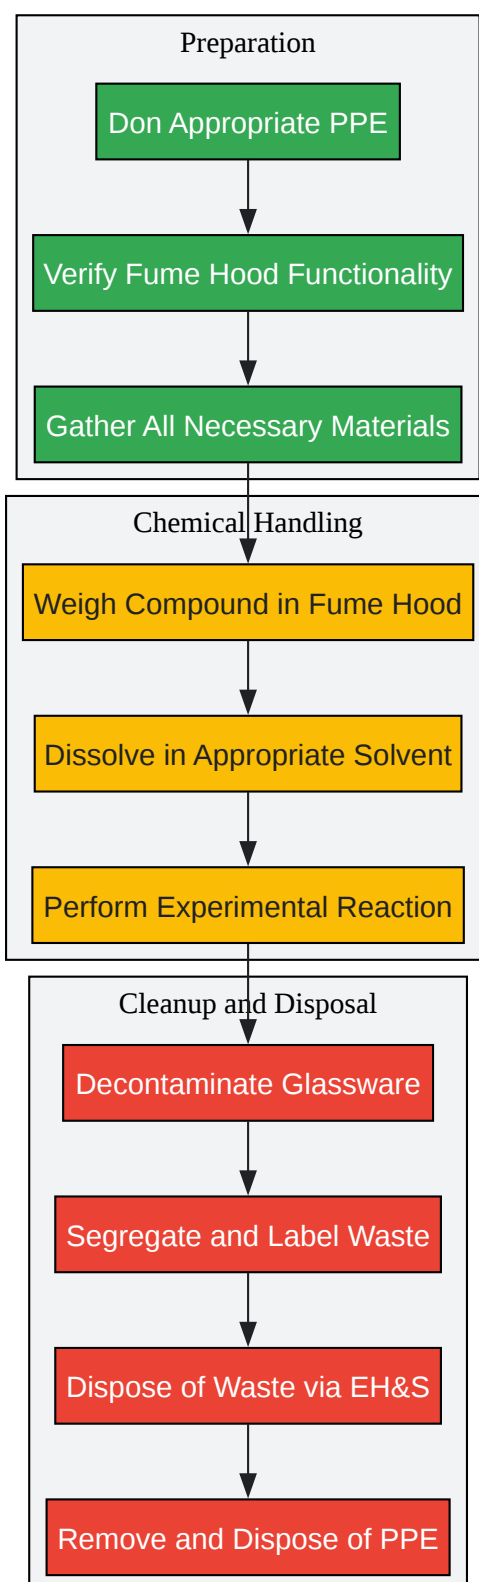 Preparation
Don Appropriate PPE
Verify Fume Hood Functionality
Gather All Necessary Materials
Chemical Handling
Weigh Compound in Fume Hood
Dissolve in Appropriate Solvent
Perform Experimental Reaction
Cleanup and Disposal
Decontaminate Glassware
Segregate and Label Waste
Dispose of Waste via EH&S
Remove and Dispose of PPE